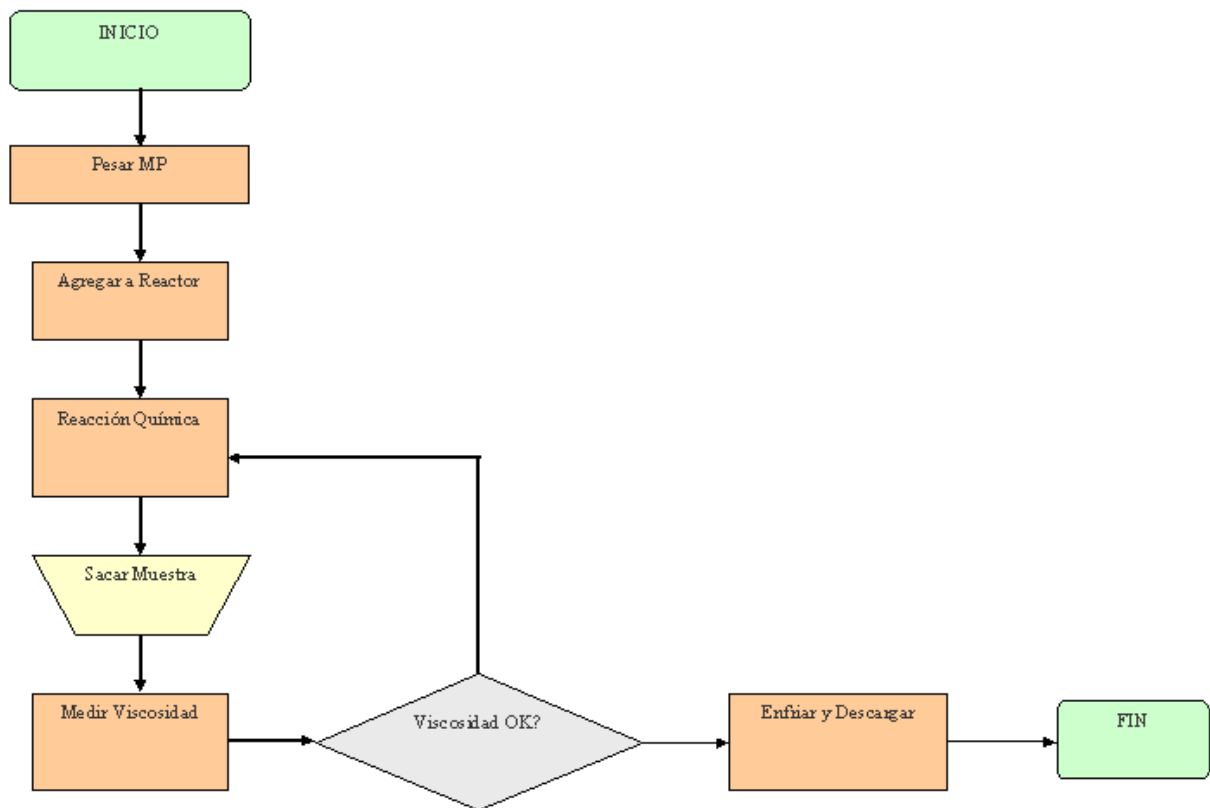 INICIO
Pesar MP
Agregar a Reactor
Reacción Química
Sacar Muestra
Medir Viscosidad
Viscosidad OK?
Enfriar y Descargar
FIN